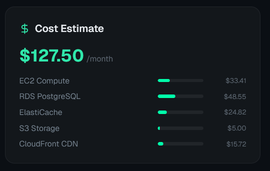 $ Cost Estimate
$127.50 /month
EC2 Compute $33.41
RDS PostgreSQL $48.55
ElastiCache $24.82
S3 Storage $5.00
CloudFront CDN $15.72